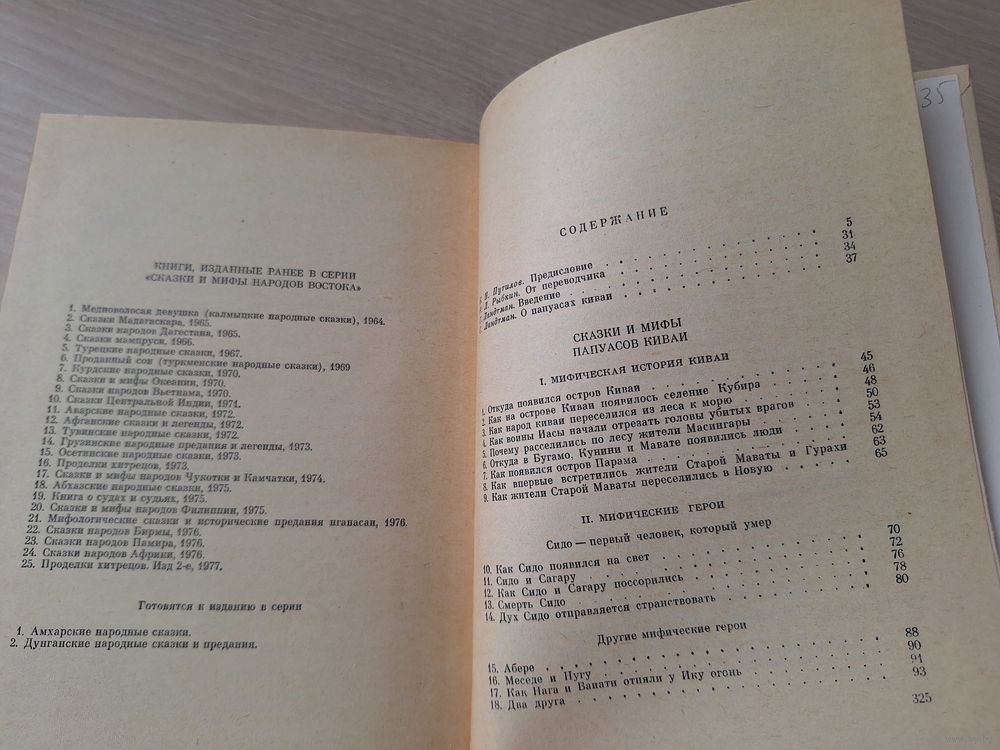 КНИГИ, ИЗДАННЫЕ РАНЕЕ В СЕРИИ
«СКАЗКИ И МИФЫ НАРОДОВ ВОСТОКА»
1. Медноволосая девушка (калмыцкие народные сказки), 1964.
2. Сказки Мадагаскара, 1965.
3. Сказки народов Дагестана, 1965.
4. Сказки мампруси, 1966.
5. Турецкие народные сказки, 1967.
6. Проданный сон (туркменские народные сказки), 1969
7. Курдские народные сказки, 1970.
8. Сказки и мифы Океании, 1970.
9. Сказки народов Вьетнама, 1970.
10. Сказки Центральной Индии, 1971.
11. Аварские народные сказки, 1972.
12. Афганские сказки и легенды, 1972.
13. Тувинские народные сказки, 1972.
14. Грузинские народные предания и легенды, 1973.
15. Осетинские народные сказки, 1973.
16. Проделки хитрецов, 1973.
17. Сказки и мифы народов Чукотки и Камчатки, 1974.
18. Абхазские народные сказки, 1975.
19. Книга о судах и судьях, 1975.
20. Сказки и мифы народов Филиппин, 1975.
21. Мифологические сказки и исторические предания нганасан, 1976.
22. Сказки народов Бирмы, 1976.
23. Сказки народов Памира, 1976.
24. Сказки народов Африки, 1976.
25. Проделки хитрецов. Изд 2-е, 1977.
Готовятся к изданию в серии
1. Амхарские народные сказки.
2. Дунганские народные сказки и предания.
35
СОДЕРЖАНИЕ
Н. Путилов. Предисловие . . . 5
Л. Рыбкин. От переводчика . . . 31
Ландтман. Введение . . . 34
Ландтман. О папуасах киваи . . . 37
СКАЗКИ И МИФЫ
ПАПУАСОВ КИВАИ
I. МИФИЧЕСКАЯ ИСТОРИЯ КИВАИ
1. Откуда появился остров Киваи . . . 45
2. Как на острове Киваи появилось селение Кубира . . . 46
3. Как народ киваи переселился из леса к морю . . . 48
4. Как воины Иасы начали отрезать головы убитых врагов . . . 50
5. Почему расселились по лесу жители Масингары . . . 53
6. Откуда в Бугамо, Кунини и Мавате появились люди . . . 54
7. Как появился остров Парама . . . 62
8. Как впервые встретились жители Старой Маваты и Гурахи . . . 63
9. Как жители Старой Маваты переселились в Новую . . . 65
II. МИФИЧЕСКИЕ ГЕРОИ
Сидо — первый человек, который умер
10. Как Сидо появился на свет . . . 70
11. Сидо и Сагару . . . 72
12. Как Сидо и Сагару поссорились . . . 76
13. Смерть Сидо . . . 78
14. Дух Сидо отправляется странствовать . . . 80
Другие мифические герои
15. Абере . . . 88
16. Меседе и Нугу . . . 90
17. Как Нага и Ваиати отняли у Ику огонь . . . 91
18. Два друга . . . 93
325